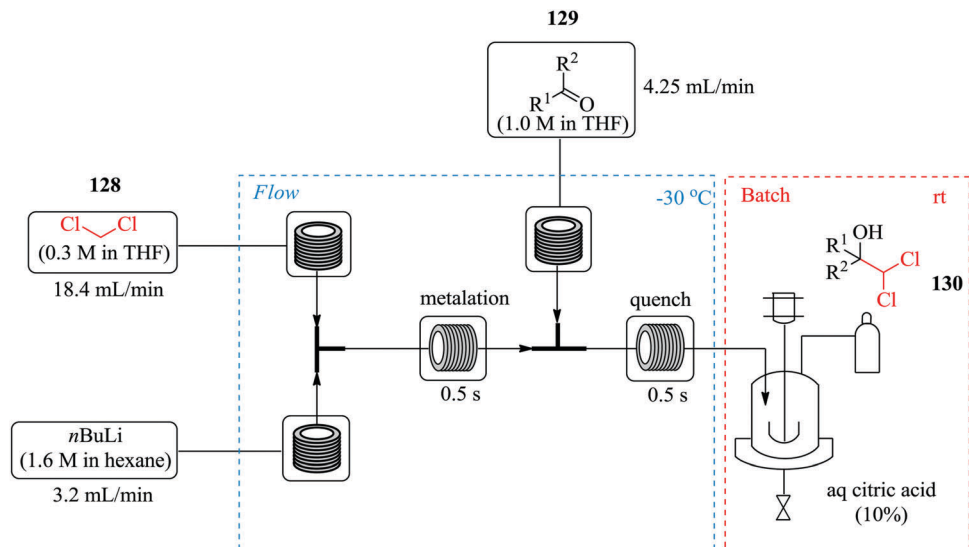 129
R²
R¹
O
(1.0 M in THF)
4.25 mL/min
128
Cl Cl
(0.3 M in THF)
18.4 mL/min
Flow
-30 °C
metalation
0.5 s
quench
0.5 s
nBuLi
(1.6 M in hexane)
3.2 mL/min
Batch
rt
R¹ OH
R² Cl
Cl
130
aq citric acid
(10%)